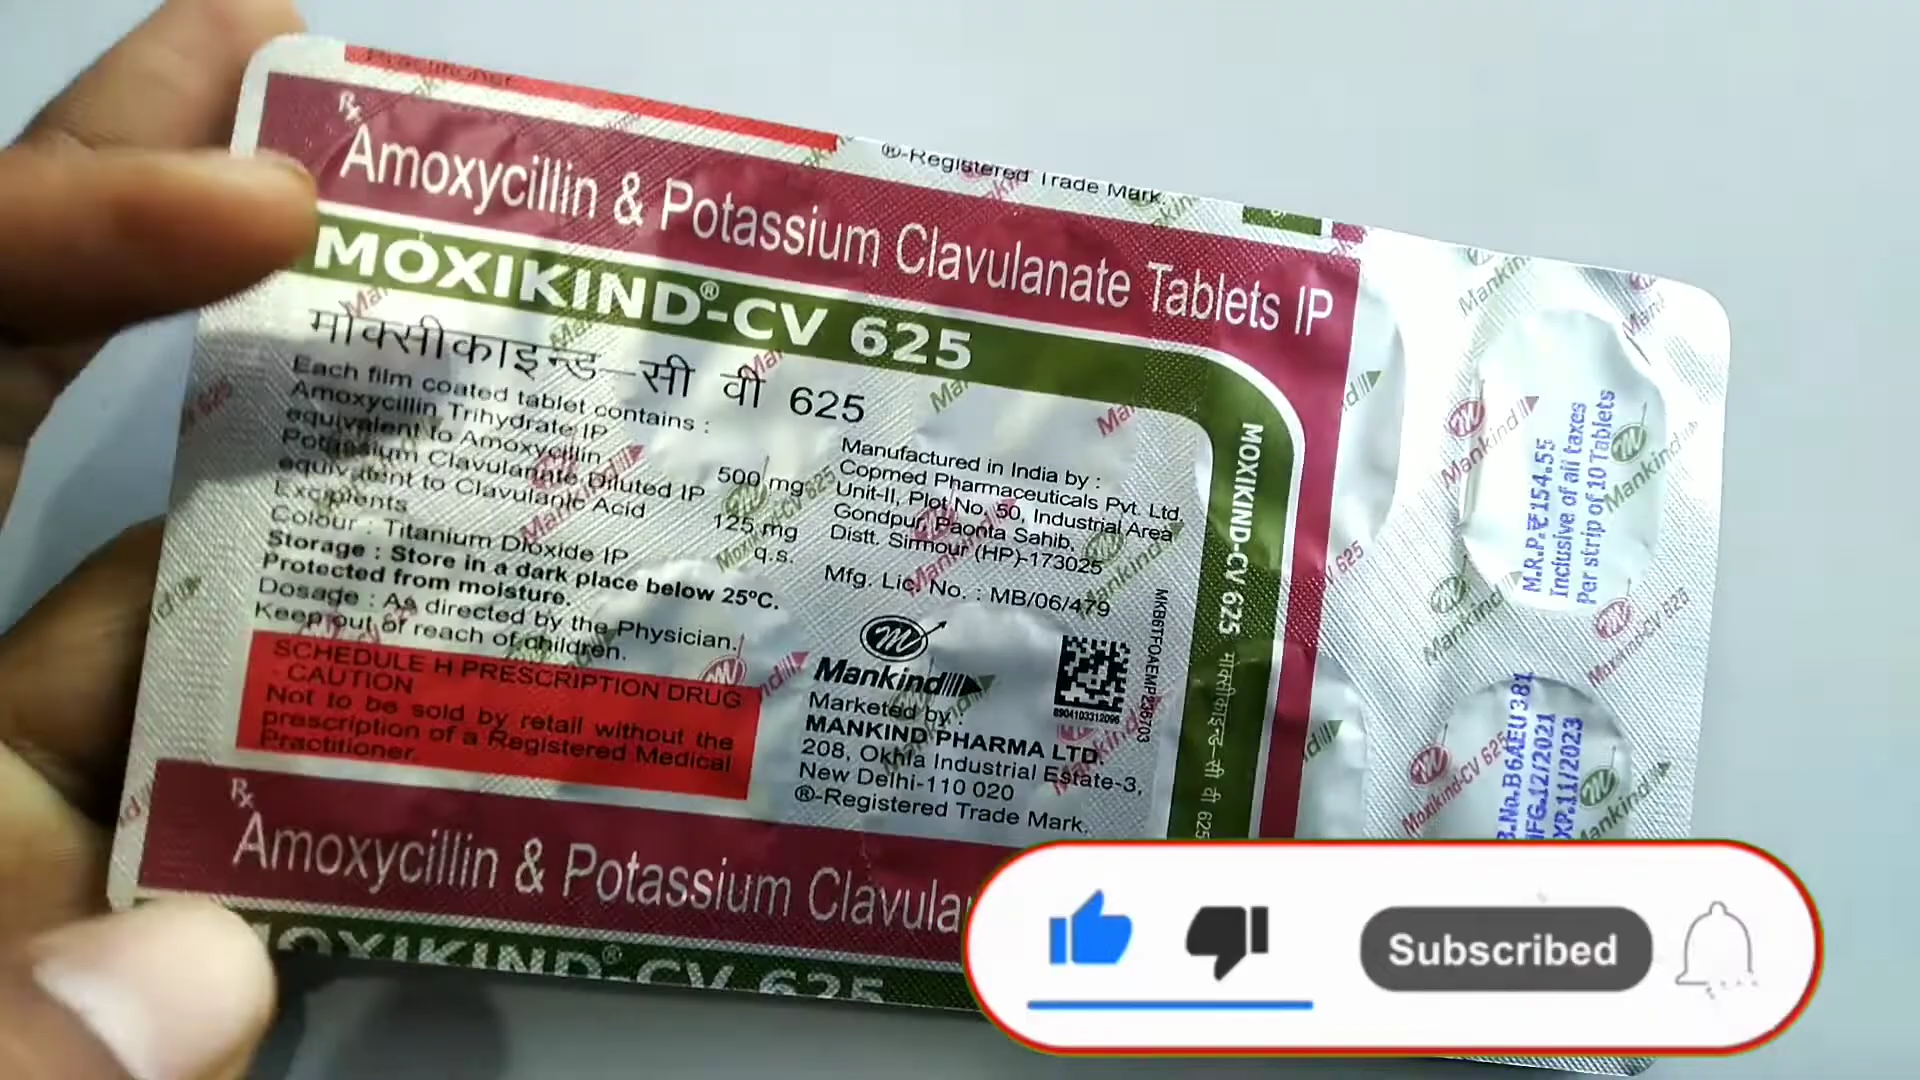 Practitioner
®-Registered Trade Mark.
Rx
Amoxycillin & Potassium Clavulanate Tablets IP
MOXIKIND®-CV 625
मोक्सीकाइन्ड–सी वी 625
Each film coated tablet contains :
Amoxycillin Trihydrate IP
equivalent to Amoxycillin 500 mg
Potassium Clavulanate Diluted IP
equivalent to Clavulanic Acid 125 mg
Excipients q.s.
Colour : Titanium Dioxide IP
Storage : Store in a dark place below 25ºC.
Protected from moisture.
Dosage : As directed by the Physician.
Keep out of reach of children.
SCHEDULE H PRESCRIPTION DRUG
- CAUTION
Not to be sold by retail without the
prescription of a Registered Medical
Practitioner.
Manufactured in India by :
Copmed Pharmaceuticals Pvt. Ltd.
Unit-II, Plot No. 50, Industrial Area
Gondpur, Paonta Sahib,
Distt. Sirmour (HP)-173025
Mfg. Lic. No. : MB/06/479
Mankind
Marketed by :
MANKIND PHARMA LTD.
208, Okhla Industrial Estate-3,
New Delhi-110 020
®-Registered Trade Mark.
8904103312096
MOXIKIND-CV 625 मोक्सीकाइन्ड–सी वी 625
M.R.P.₹154.55
Inclusive of all taxes
Per strip of 10 Tablets
B.No.B6AEU381
MFG.12/2021
EXP.11/2023
Rx
Amoxycillin & Potassium Clavula
MOXIKIND®-CV 625
Subscribed